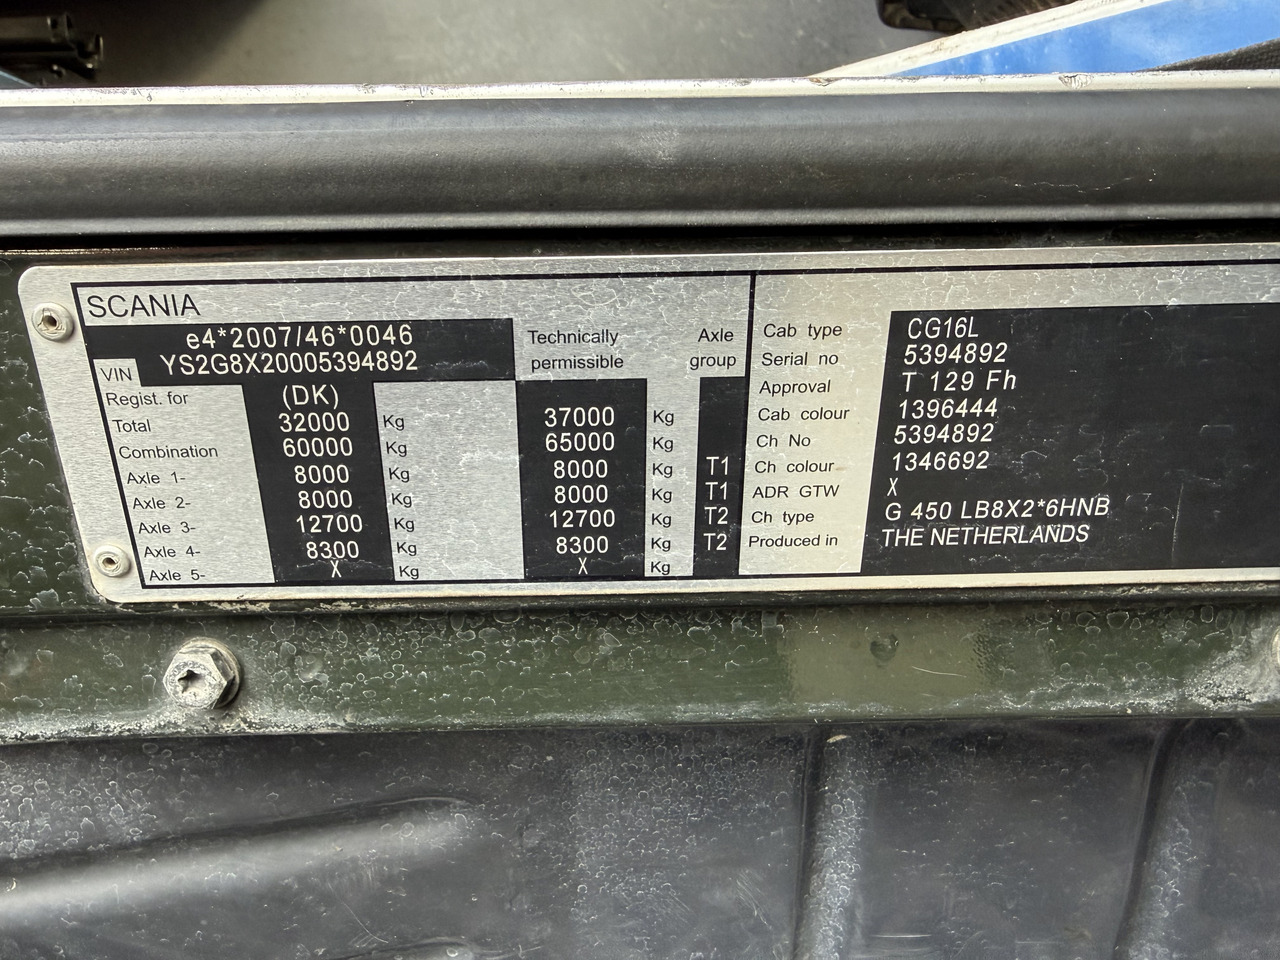 SCANIA
e4*2007/46*0046
VIN YS2G8X20005394892
Technically permissible
Axle group
Regist. for (DK)
Total 32000 Kg 37000 Kg
Combination 60000 Kg 65000 Kg
Axle 1- 8000 Kg 8000 Kg T1
Axle 2- 8000 Kg 8000 Kg T1
Axle 3- 12700 Kg 12700 Kg T2
Axle 4- 8300 Kg 8300 Kg T2
Axle 5- X Kg X Kg
Cab type CG16L
Serial no 5394892
Approval T 129 Fh
Cab colour 1396444
Ch No 5394892
Ch colour 1346692
ADR GTW X
Ch type G 450 LB8X2*6HNB
Produced in THE NETHERLANDS